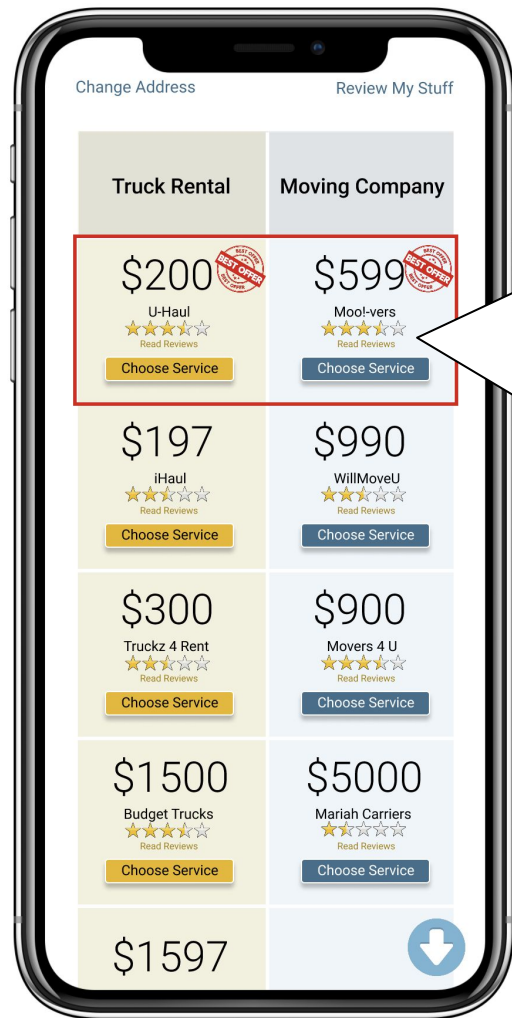 Change Address Review My Stuff
Truck Rental Moving Company
$200 BEST OFFER $599 BEST OFFER
U-Haul Moo!-vers
Read Reviews Read Reviews
Choose Service Choose Service
$197 $990
iHaul WillMoveU
Read Reviews Read Reviews
Choose Service Choose Service
$300 $900
Truckz 4 Rent Movers 4 U
Read Reviews Read Reviews
Choose Service Choose Service
$1500 $5000
Budget Trucks Mariah Carriers
Read Reviews Read Reviews
Choose Service Choose Service
$1597